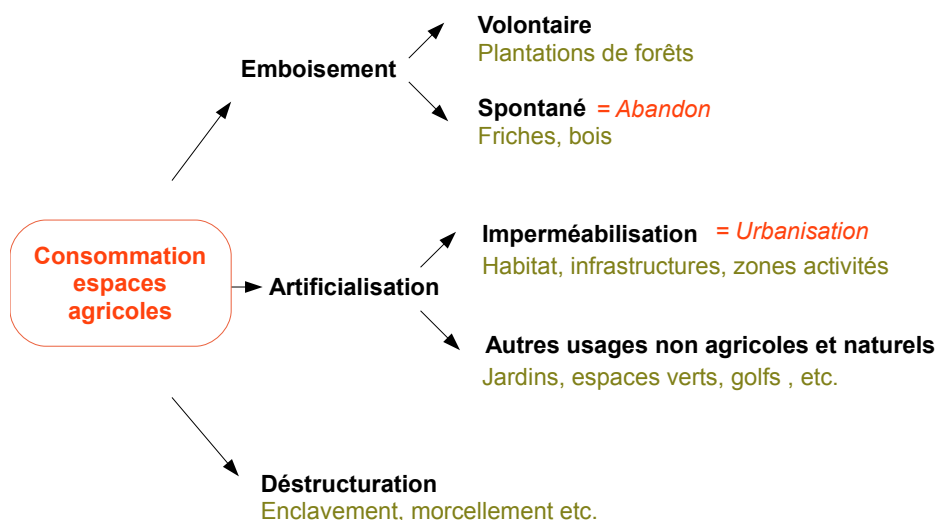 Volontaire
Plantations de forêts
Emboisement
Spontané = Abandon
Friches, bois
Consommation
espaces
agricoles
Imperméabilisation = Urbanisation
Habitat, infrastructures, zones activités
Artificialisation
Autres usages non agricoles et naturels
Jardins, espaces verts, golfs , etc.
Déstructuration
Enclavement, morcellement etc.